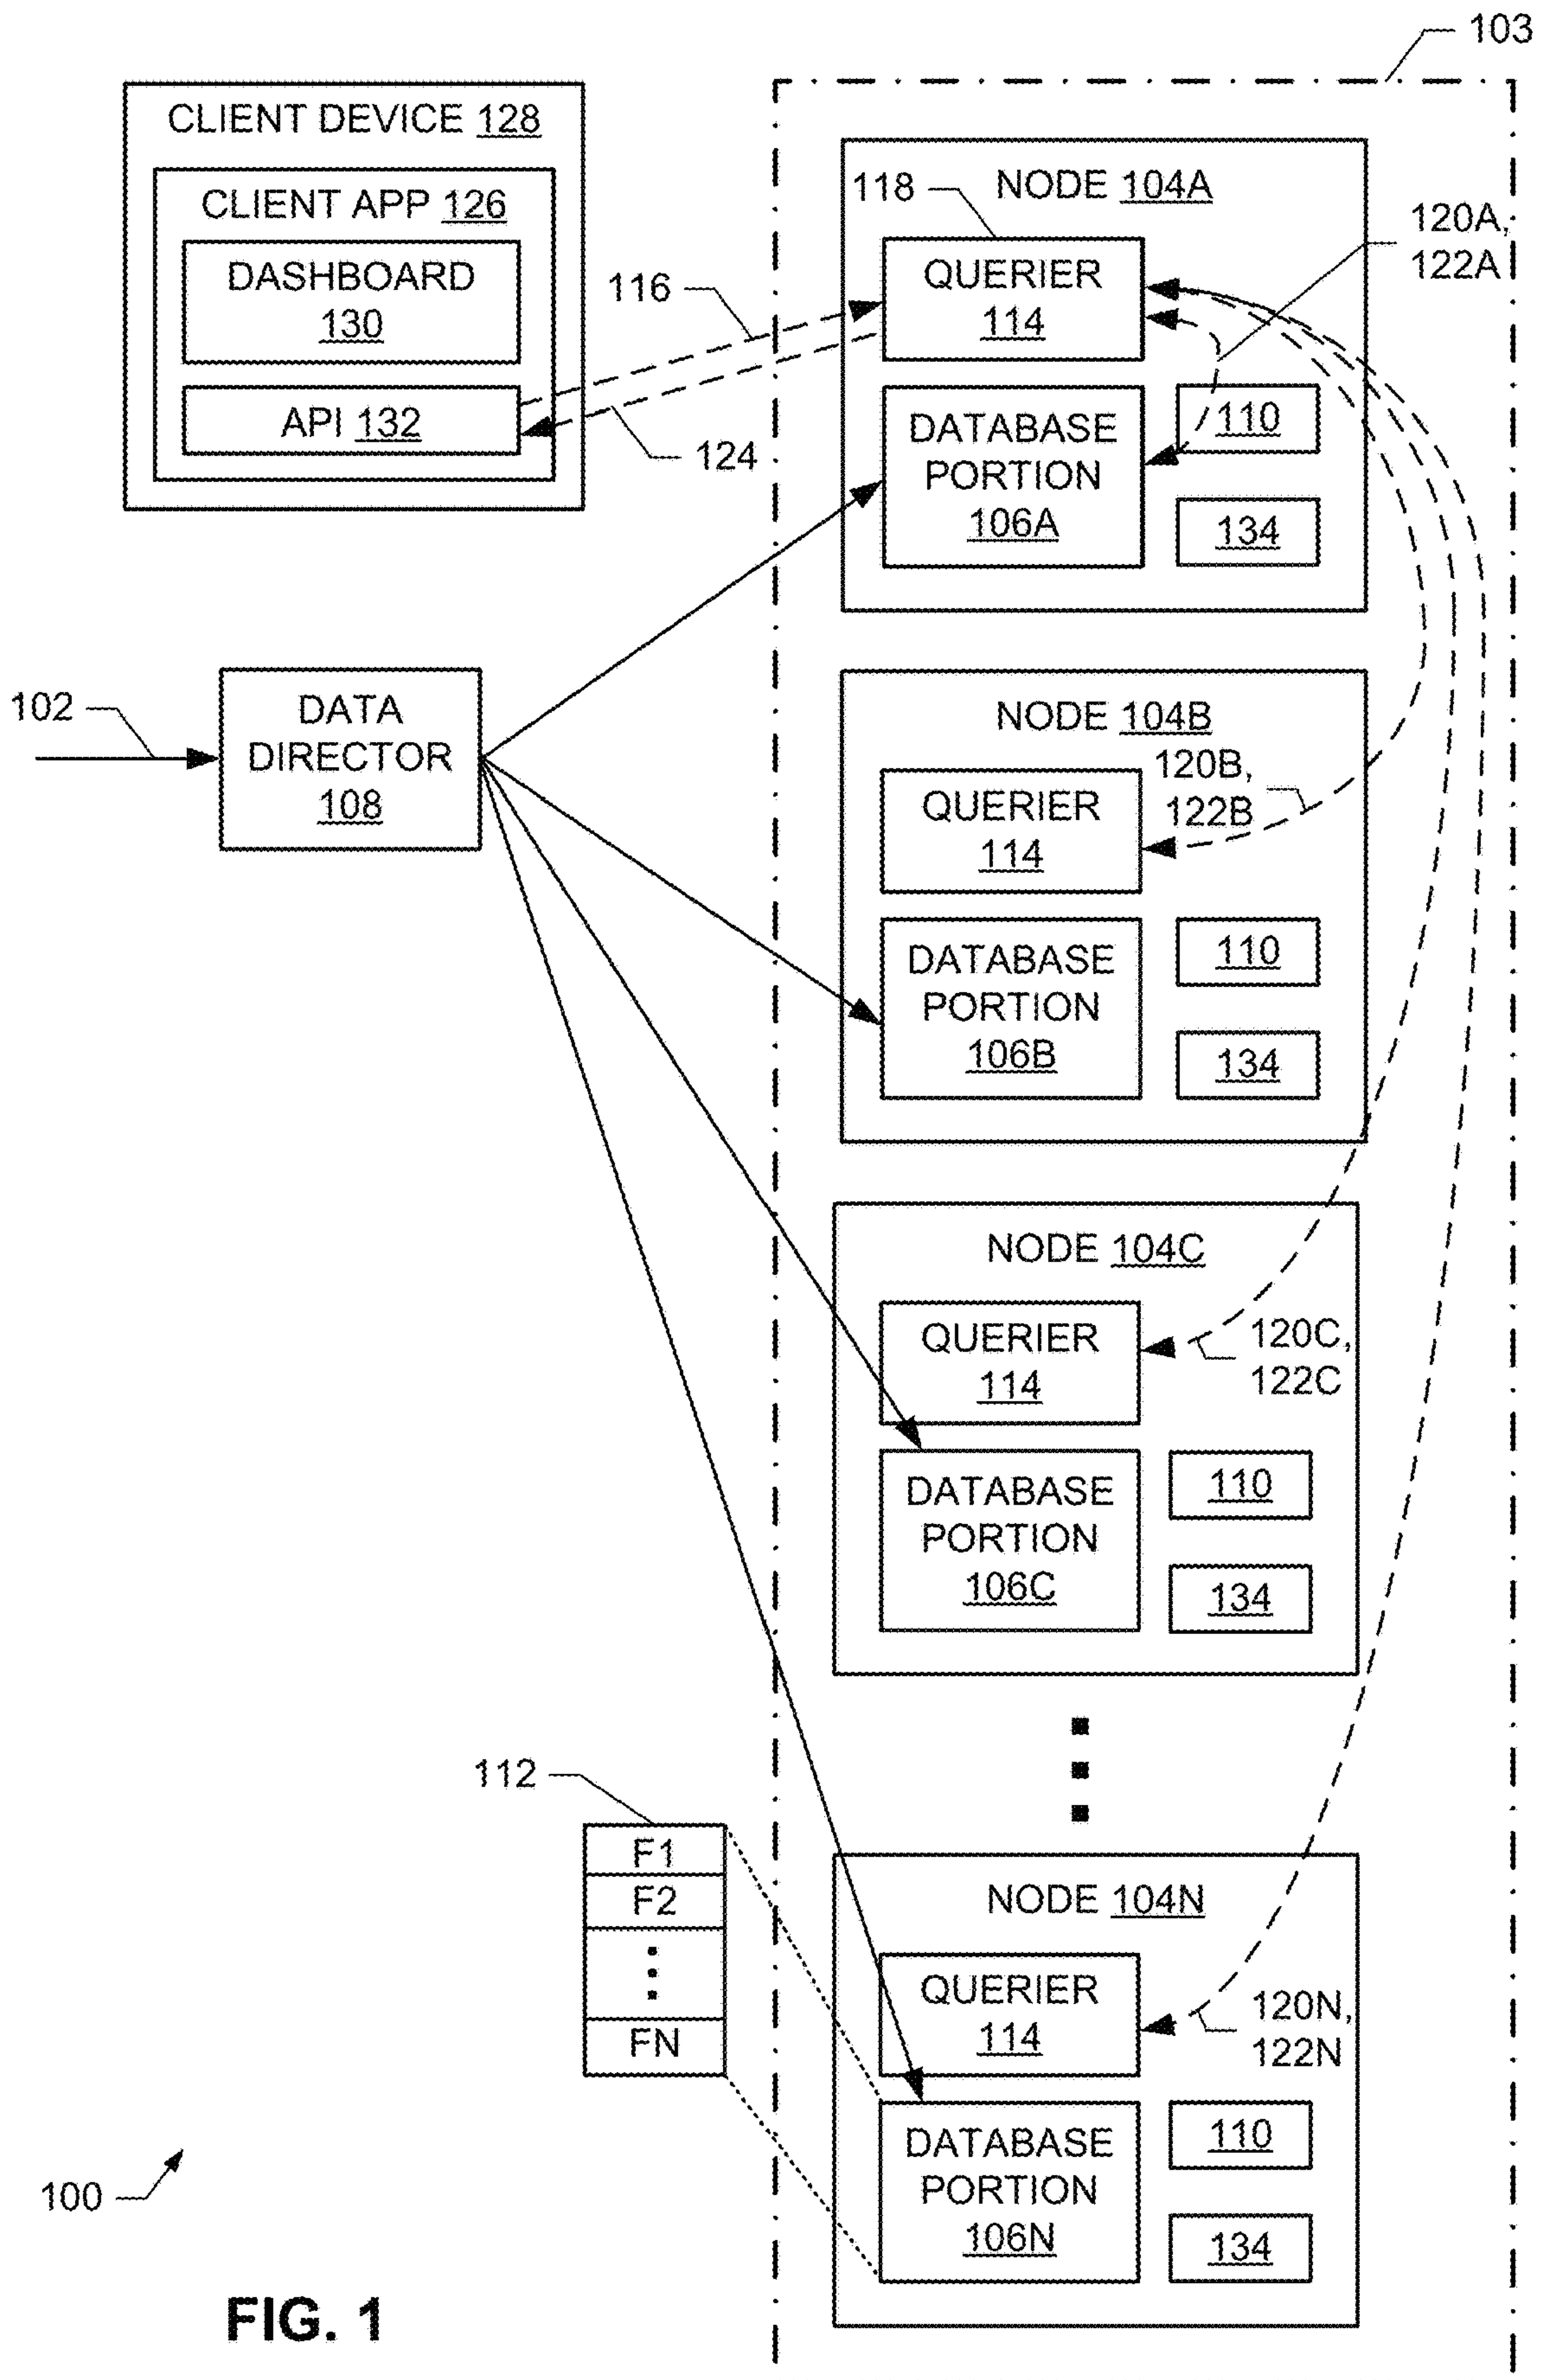 103
CLIENT DEVICE 128
CLIENT APP 126
DASHBOARD
130
API 132
116
124
NODE 104A
118
QUERIER
114
120A,
122A
DATABASE
PORTION
106A
110
134
102
DATA
DIRECTOR
108
NODE 104B
QUERIER
114
120B,
122B
DATABASE
PORTION
106B
110
134
NODE 104C
QUERIER
114
120C,
122C
DATABASE
PORTION
106C
110
134
112
F1
F2
FN
NODE 104N
QUERIER
114
120N,
122N
DATABASE
PORTION
106N
110
134
100
FIG. 1